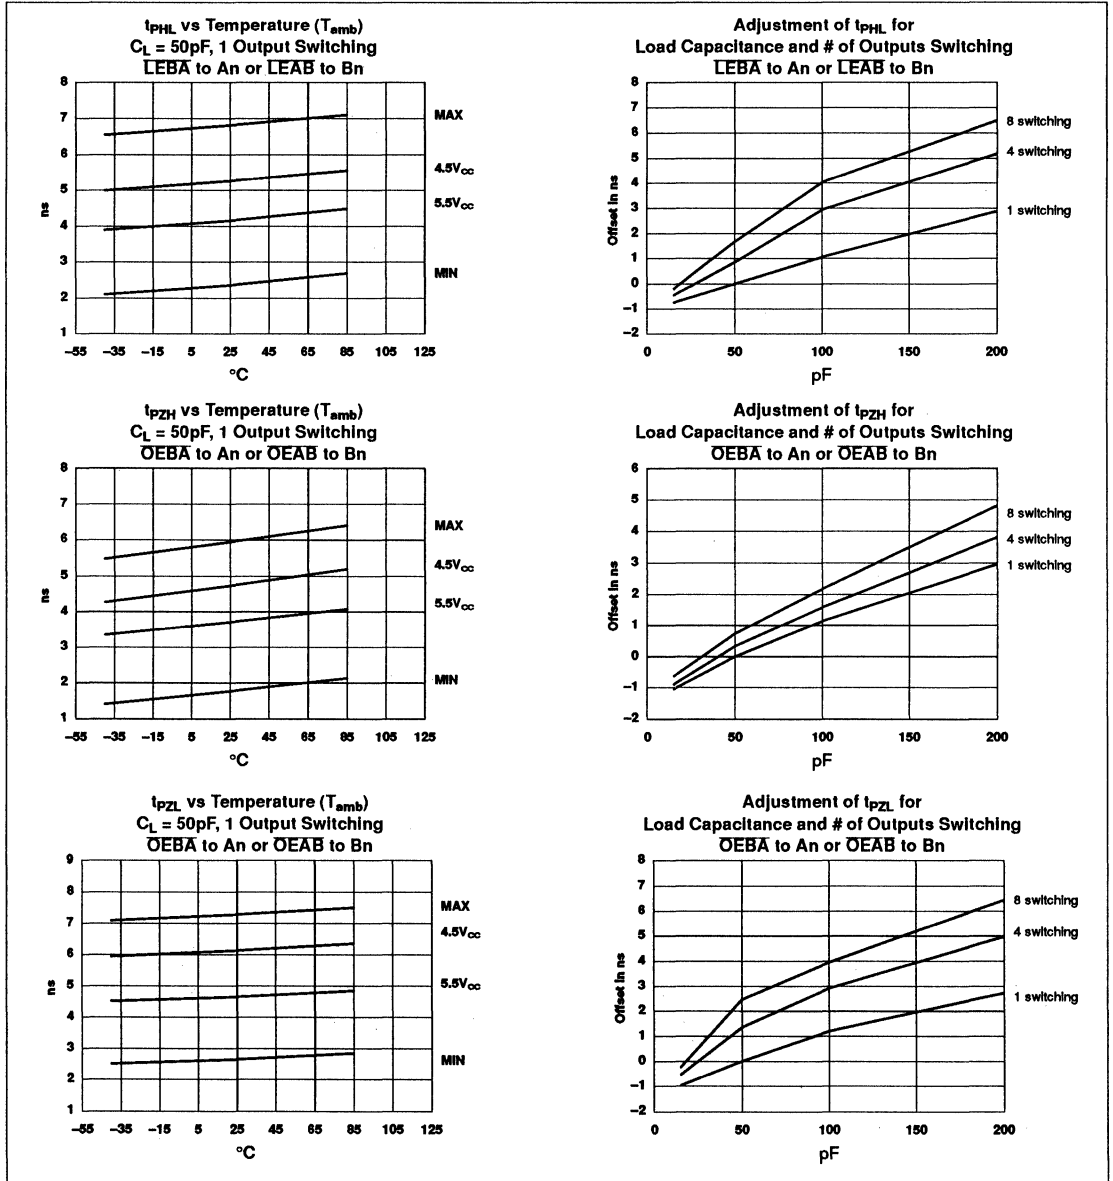 tPHL vs Temperature (Tamb)
CL = 50pF, 1 Output Switching
LEBA to An or LEAB to Bn
8
7
6
5
4
3
2
1
ns
MAX
4.5VCC
5.5VCC
MIN
–55 –35 –15 5 25 45 65 85 105 125
°C
Adjustment of tPHL for
Load Capacitance and # of Outputs Switching
LEBA to An or LEAB to Bn
8
7
6
5
4
3
2
1
0
–1
–2
Offset in ns
8 switching
4 switching
1 switching
0 50 100 150 200
pF
tPZH vs Temperature (Tamb)
CL = 50pF, 1 Output Switching
OEBA to An or OEAB to Bn
8
7
6
5
4
3
2
1
ns
MAX
4.5VCC
5.5VCC
MIN
–55 –35 –15 5 25 45 65 85 105 125
°C
Adjustment of tPZH for
Load Capacitance and # of Outputs Switching
OEBA to An or OEAB to Bn
6
5
4
3
2
1
0
–1
–2
Offset in ns
8 switching
4 switching
1 switching
0 50 100 150 200
pF
tPZL vs Temperature (Tamb)
CL = 50pF, 1 Output Switching
OEBA to An or OEAB to Bn
9
8
7
6
5
4
3
2
1
ns
MAX
4.5VCC
5.5VCC
MIN
–55 –35 –15 5 25 45 65 85 105 125
°C
Adjustment of tPZL for
Load Capacitance and # of Outputs Switching
OEBA to An or OEAB to Bn
8
7
6
5
4
3
2
1
0
–1
–2
Offset in ns
8 switching
4 switching
1 switching
0 50 100 150 200
pF